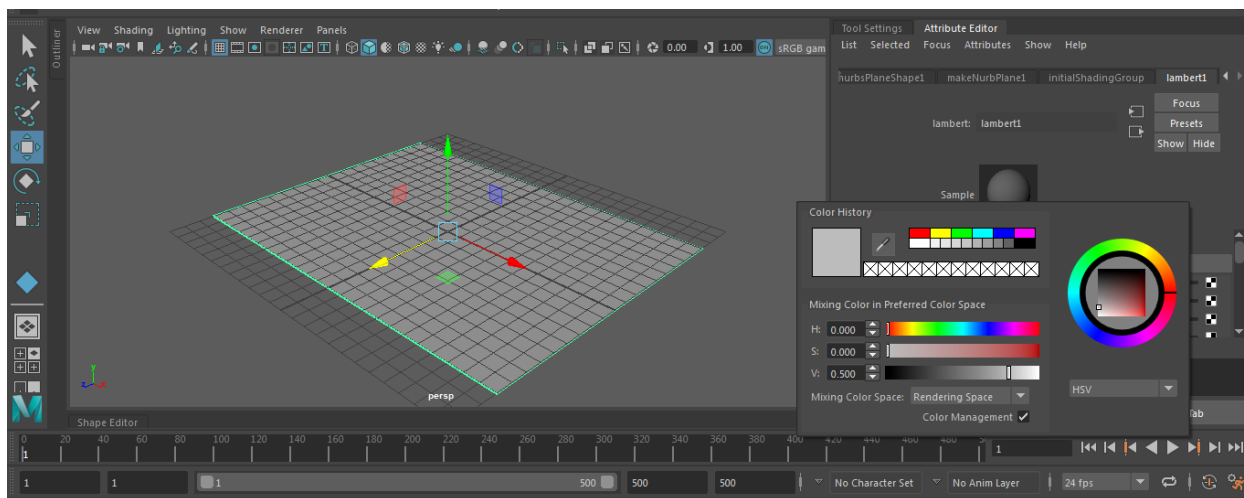 View Shading Lighting Show Renderer Panels
Tool Settings Attribute Editor
List Selected Focus Attributes Show Help
Outliner
0.00 1.00 sRGB gam
hurbsPlaneShape1 makeNurbPlane1 initialShadingGroup lambert1
Focus
lambert: lambert1
Presets
Show Hide
Sample
Color History
Mixing Color in Preferred Color Space
H: 0.000
S: 0.000
V: 0.500
Mixing Color Space: Rendering Space
HSV
Color Management
y
z x
persp
Tab
Shape Editor
0 20 40 60 80 100 120 140 160 180 200 220 240 260 280 300 320 340 360 380 400 420 440 460 480
1 1
1 1 1 500 500 500 No Character Set No Anim Layer 24 fps